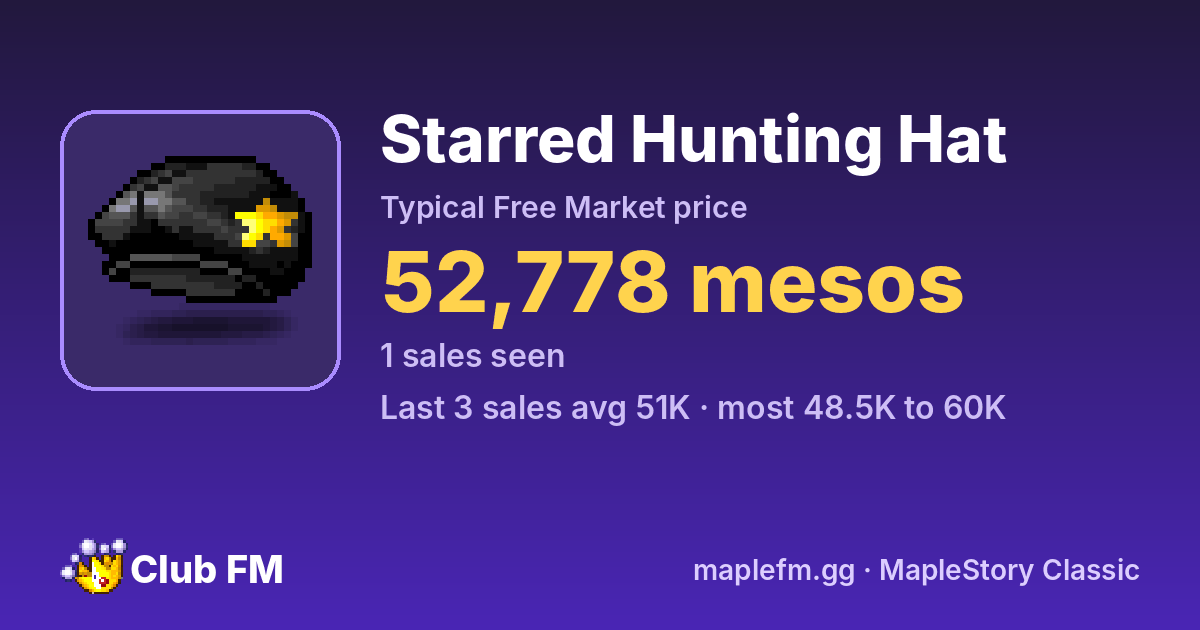 Starred Hunting Hat
Typical Free Market price
52,778 mesos
1 sales seen
Last 3 sales avg 51K · most 48.5K to 60K
Club FM
maplefm.gg · MapleStory Classic